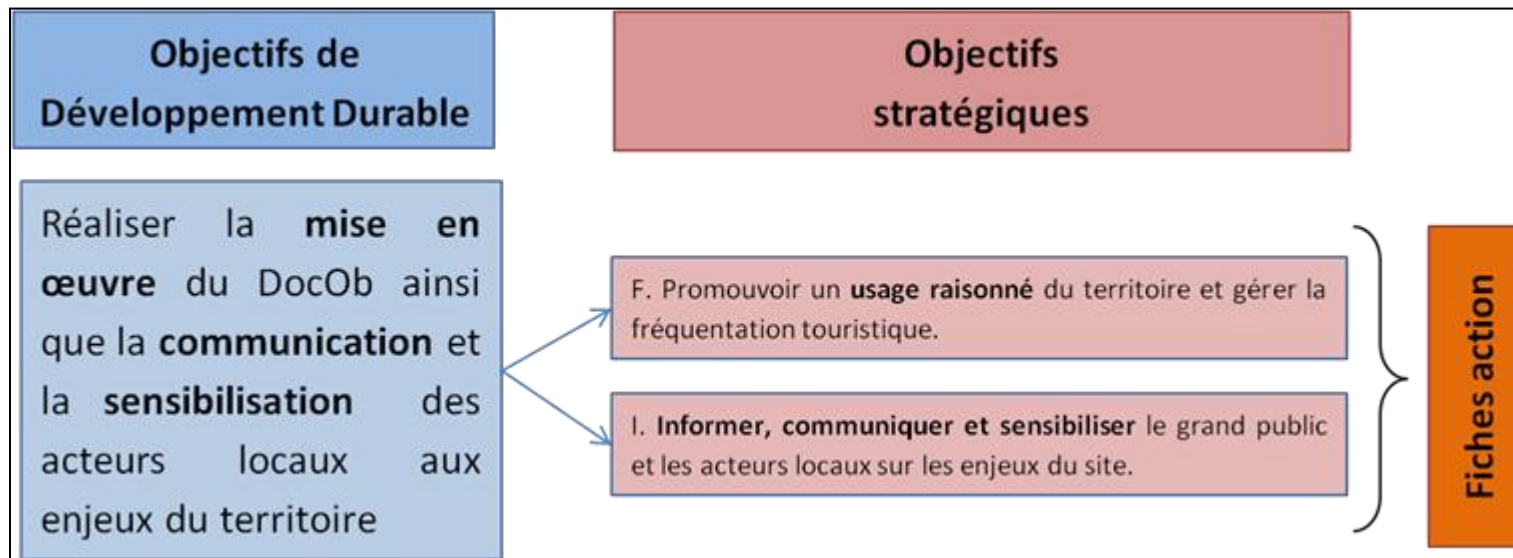 Objectifs de
Développement Durable
Objectifs
stratégiques
Réaliser la mise en
œuvre du DocOb ainsi
que la communication et
la sensibilisation des
acteurs locaux aux
enjeux du territoire
F. Promouvoir un usage raisonné du territoire et gérer la
fréquentation touristique.
I. Informer, communiquer et sensibiliser le grand public
et les acteurs locaux sur les enjeux du site.
Fiches action